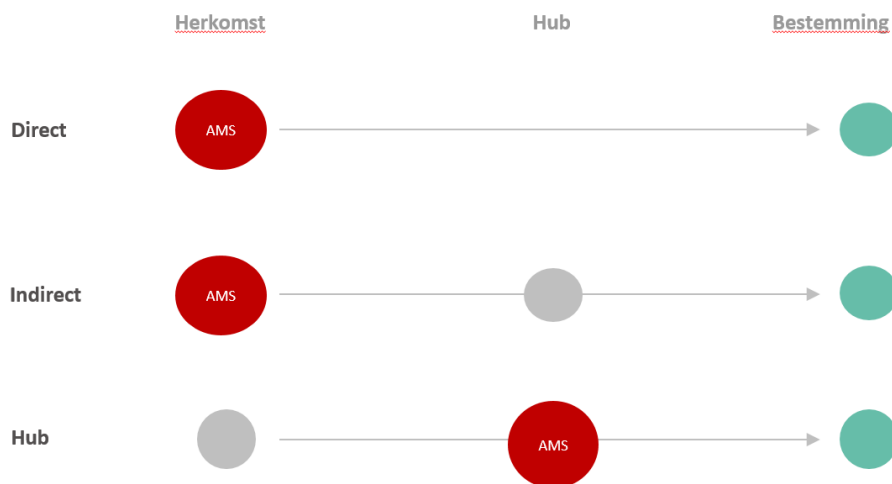 Herkomst Hub Bestemming
Direct AMS
Indirect AMS
Hub AMS